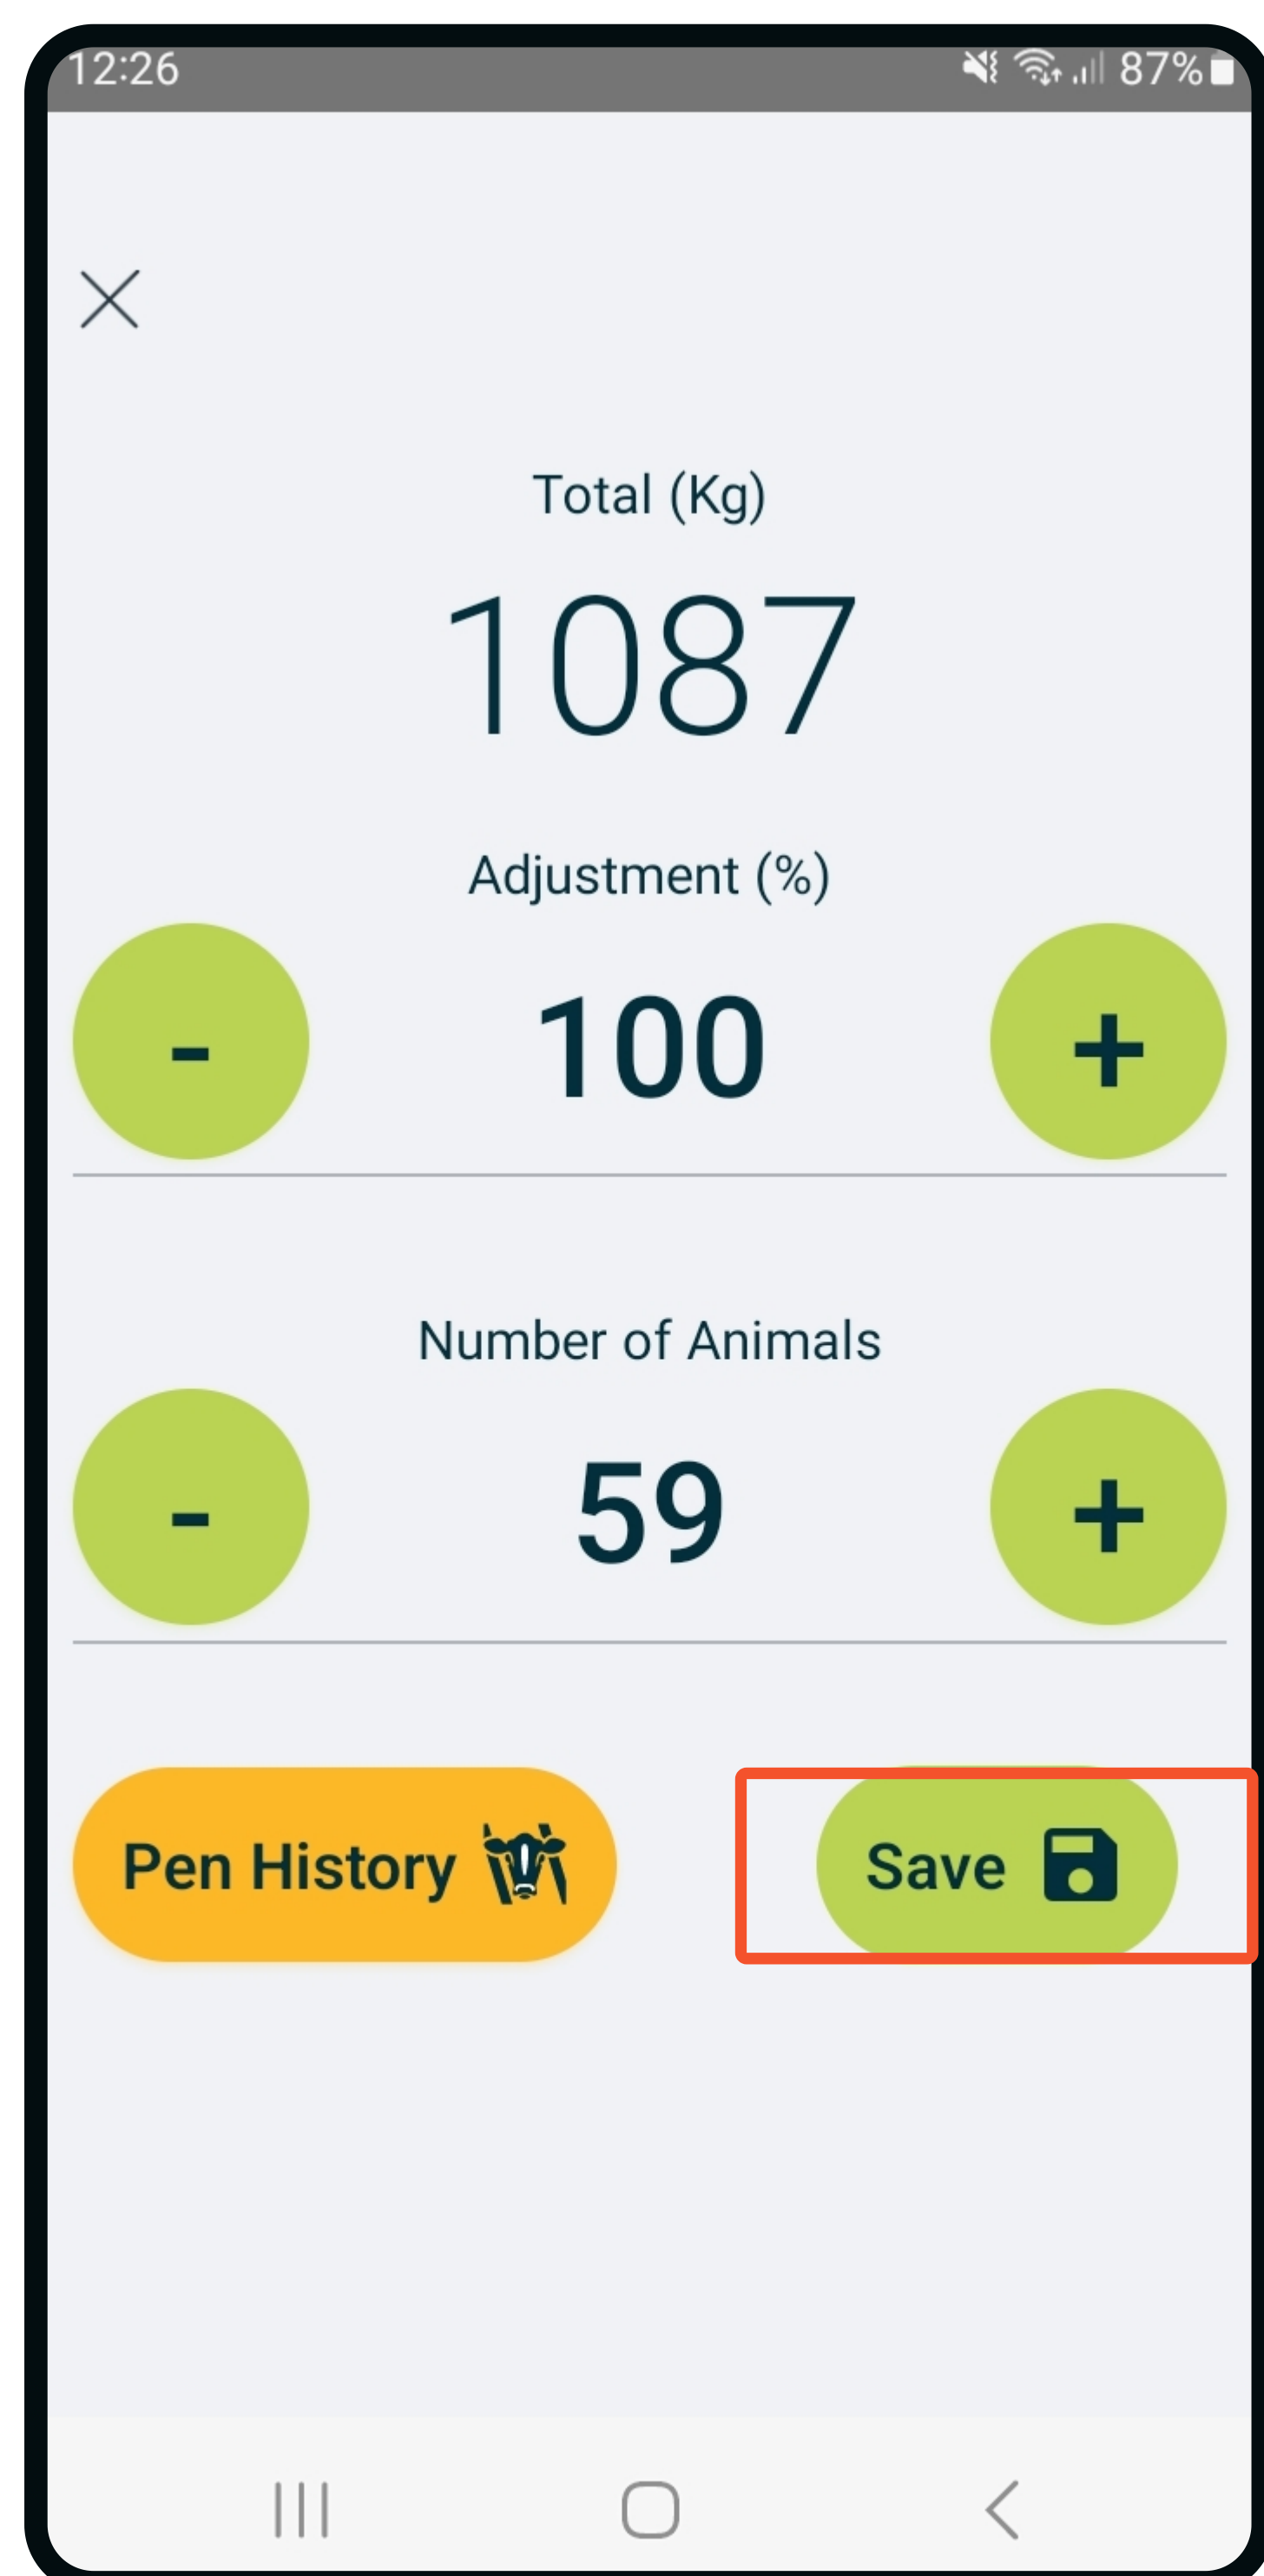 12:26 87%
Total (Kg)
1087
Adjustment (%)
- 100 +
Number of Animals
- 59 +
Pen History Save